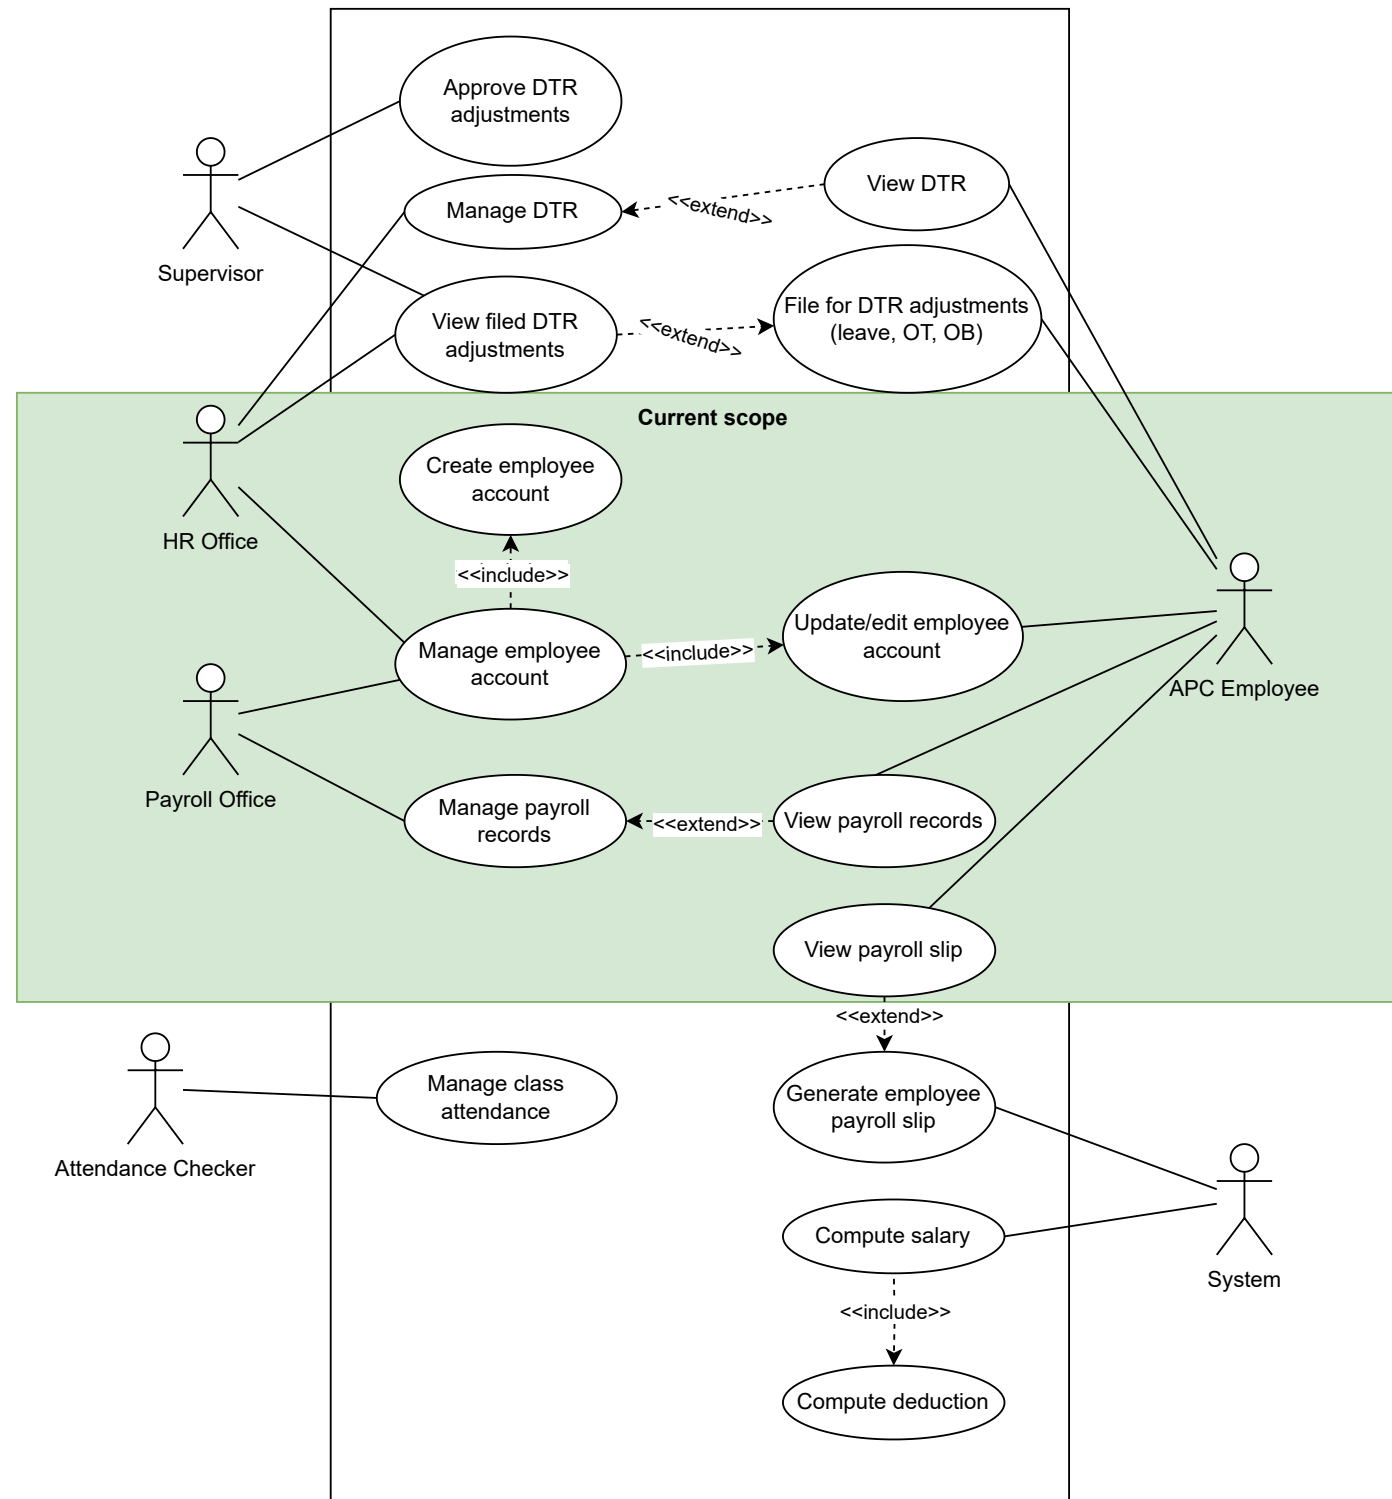 Approve DTR
adjustments
Supervisor
Manage DTR
<<extend>>
View DTR
View filed DTR
adjustments
<<extend>>
File for DTR adjustments
(leave, OT, OB)
Current scope
HR Office
Create employee
account
<<include>>
Manage employee
account
<<include>>
Update/edit employee
account
APC Employee
Payroll Office
Manage payroll
records
<<extend>>
View payroll records
View payroll slip
<<extend>>
Attendance Checker
Manage class
attendance
Generate employee
payroll slip
Compute salary
System
<<include>>
Compute deduction